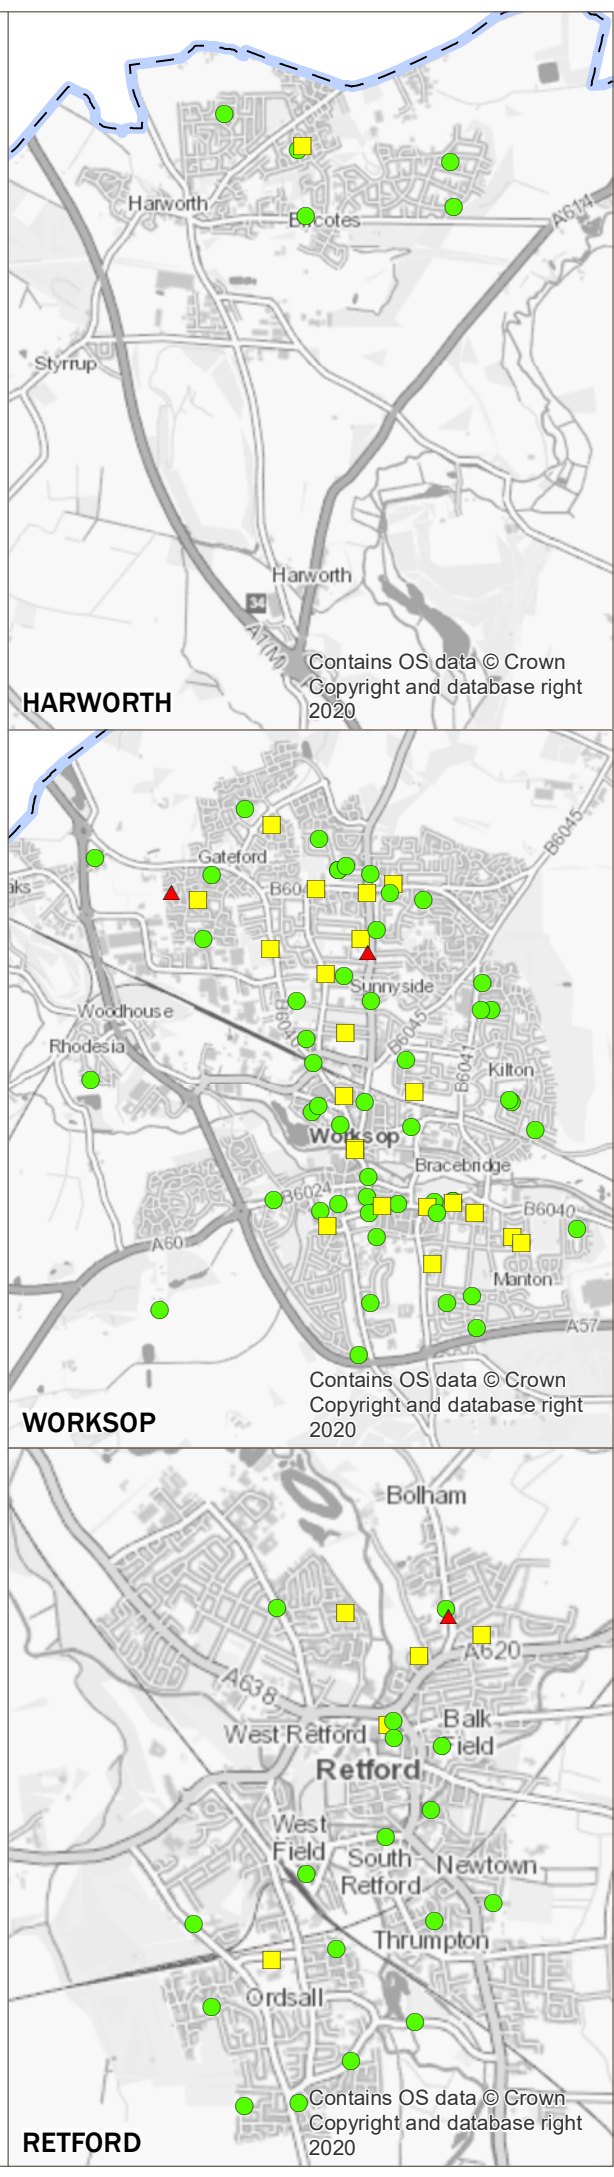 Harworth
A614
Styrrup
Harworth
34
A1(M)
Contains OS data © Crown
Copyright and database right
2020
HARWORTH
B6045
Gateford
aks
Sunnyside
B6045
Woodhouse
Rhodesia
B6041
Kilton
Worksop
Bracebridge
B6024
B6040
A60
Manton
A57
Contains OS data © Crown
Copyright and database right
2020
WORKSOP
Bolham
A620
A638
West Retford
Balk
Field
Retford
West
Field
South
Retford
Newtown
Thrumpton
Ordsall
Contains OS data © Crown
Copyright and database right
2020
RETFORD